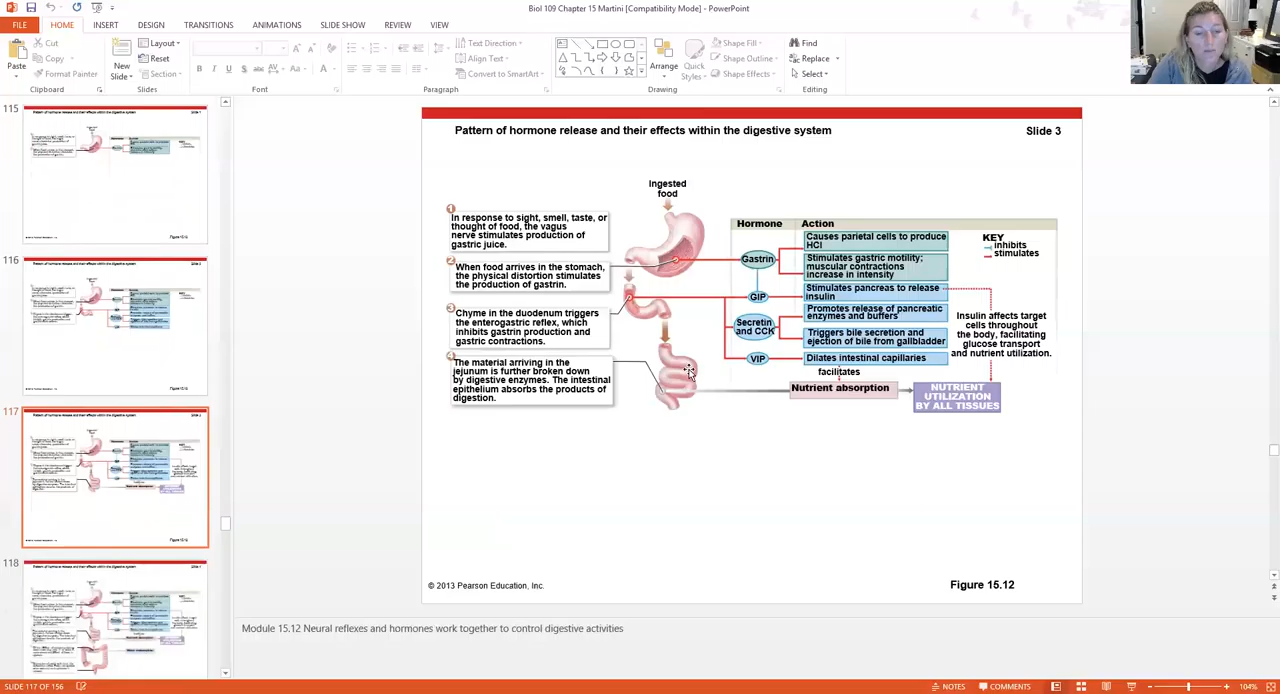 Biol 109 Chapter 15 Martini [Compatibility Mode] - PowerPoint
FILE HOME INSERT DESIGN TRANSITIONS ANIMATIONS SLIDE SHOW REVIEW VIEW
Paste
Cut
Copy
Format Painter
Clipboard
New
Slide
Layout
Reset
Section
Slides
Font
Text Direction
Align Text
Convert to SmartArt
Paragraph
Arrange
Quick
Styles
Shape Fill
Shape Outline
Shape Effects
Drawing
Find
Replace
Select
Editing
115
116
117
118
Pattern of hormone release and their effects within the digestive system
Slide 3
Ingested
food
1
In response to sight, smell, taste, or
thought of food, the vagus
nerve stimulates production of
gastric juice.
2
When food arrives in the stomach,
the physical distortion stimulates
the production of gastrin.
3
Chyme in the duodenum triggers
the enterogastric reflex, which
inhibits gastrin production and
gastric contractions.
4
The material arriving in the
jejunum is further broken down
by digestive enzymes. The intestinal
epithelium absorbs the products of
digestion.
Hormone Action
Gastrin
Causes parietal cells to produce
HCl
Stimulates gastric motility;
muscular contractions
increase in intensity
GIP
Stimulates pancreas to release
insulin
Secretin
and CCK
Promotes release of pancreatic
enzymes and buffers
Triggers bile secretion and
ejection of bile from gallbladder
VIP
Dilates intestinal capillaries
facilitates
Nutrient absorption
NUTRIENT
UTILIZATION
BY ALL TISSUES
KEY
inhibits
stimulates
Insulin affects target
cells throughout
the body, facilitating
glucose transport
and nutrient utilization.
© 2013 Pearson Education, Inc.
Figure 15.12
Module 15.12 Neural reflexes and hormones work together to control digestive activities
SLIDE 117 OF 156
NOTES
COMMENTS
104%